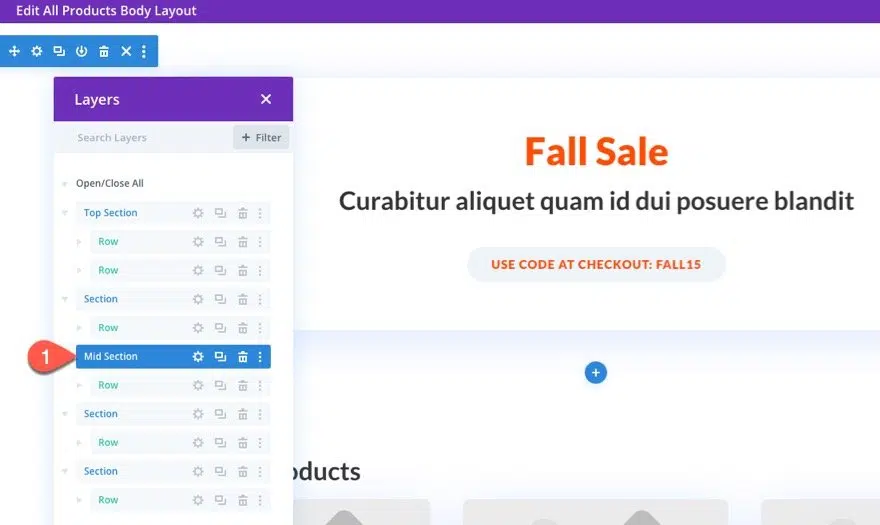 Edit All Products Body Layout
Layers
Search Layers
+ Filter
Open/Close All
Top Section
Row
Row
Section
Row
1
Mid Section
Row
Section
Row
Section
Row
Fall Sale
Curabitur aliquet quam id dui posuere blandit
USE CODE AT CHECKOUT: FALL15
oducts